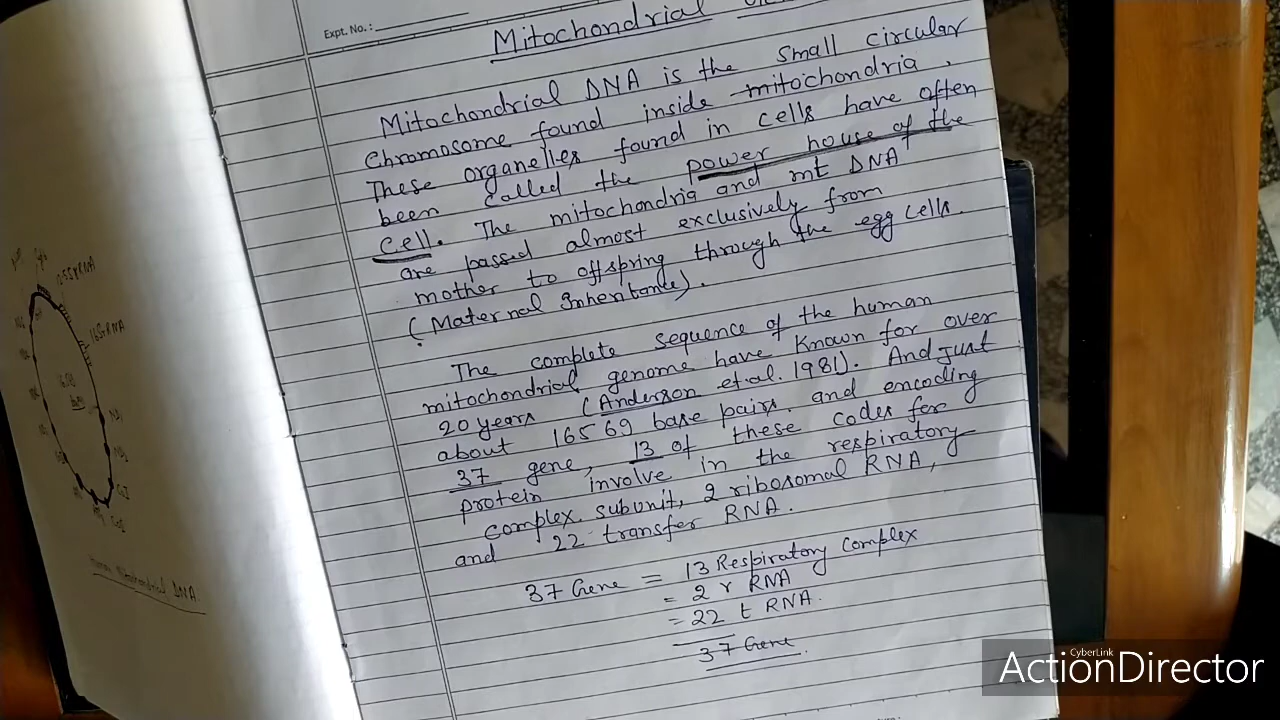 Expt. No. :
Mitochondrial
Mitochondrial DNA is the small circular
Chromosome found inside mitochondria.
These organelles found in cells have often
been called the power house of the
cell. The mitochondria and mt DNA
are passed almost exclusively from
mother to offspring through the egg cells.
(Maternal Inheritance).
The complete sequence of the human
mitochondrial genome have known for over
20 years (Anderson et.al. 1981). And just
about 16569 base pairs. and encoding
37 gene, 13 of these codes for
protein involve in the respiratory
complex subunit, 2 ribosomal RNA,
and 22 transfer RNA.
37 Gene = 13 Respiratory complex
= 2 r RNA
= 22 t RNA.
37 Gene.
16SrRNA
Human Mitochondrial DNA
CyberLink
ActionDirector